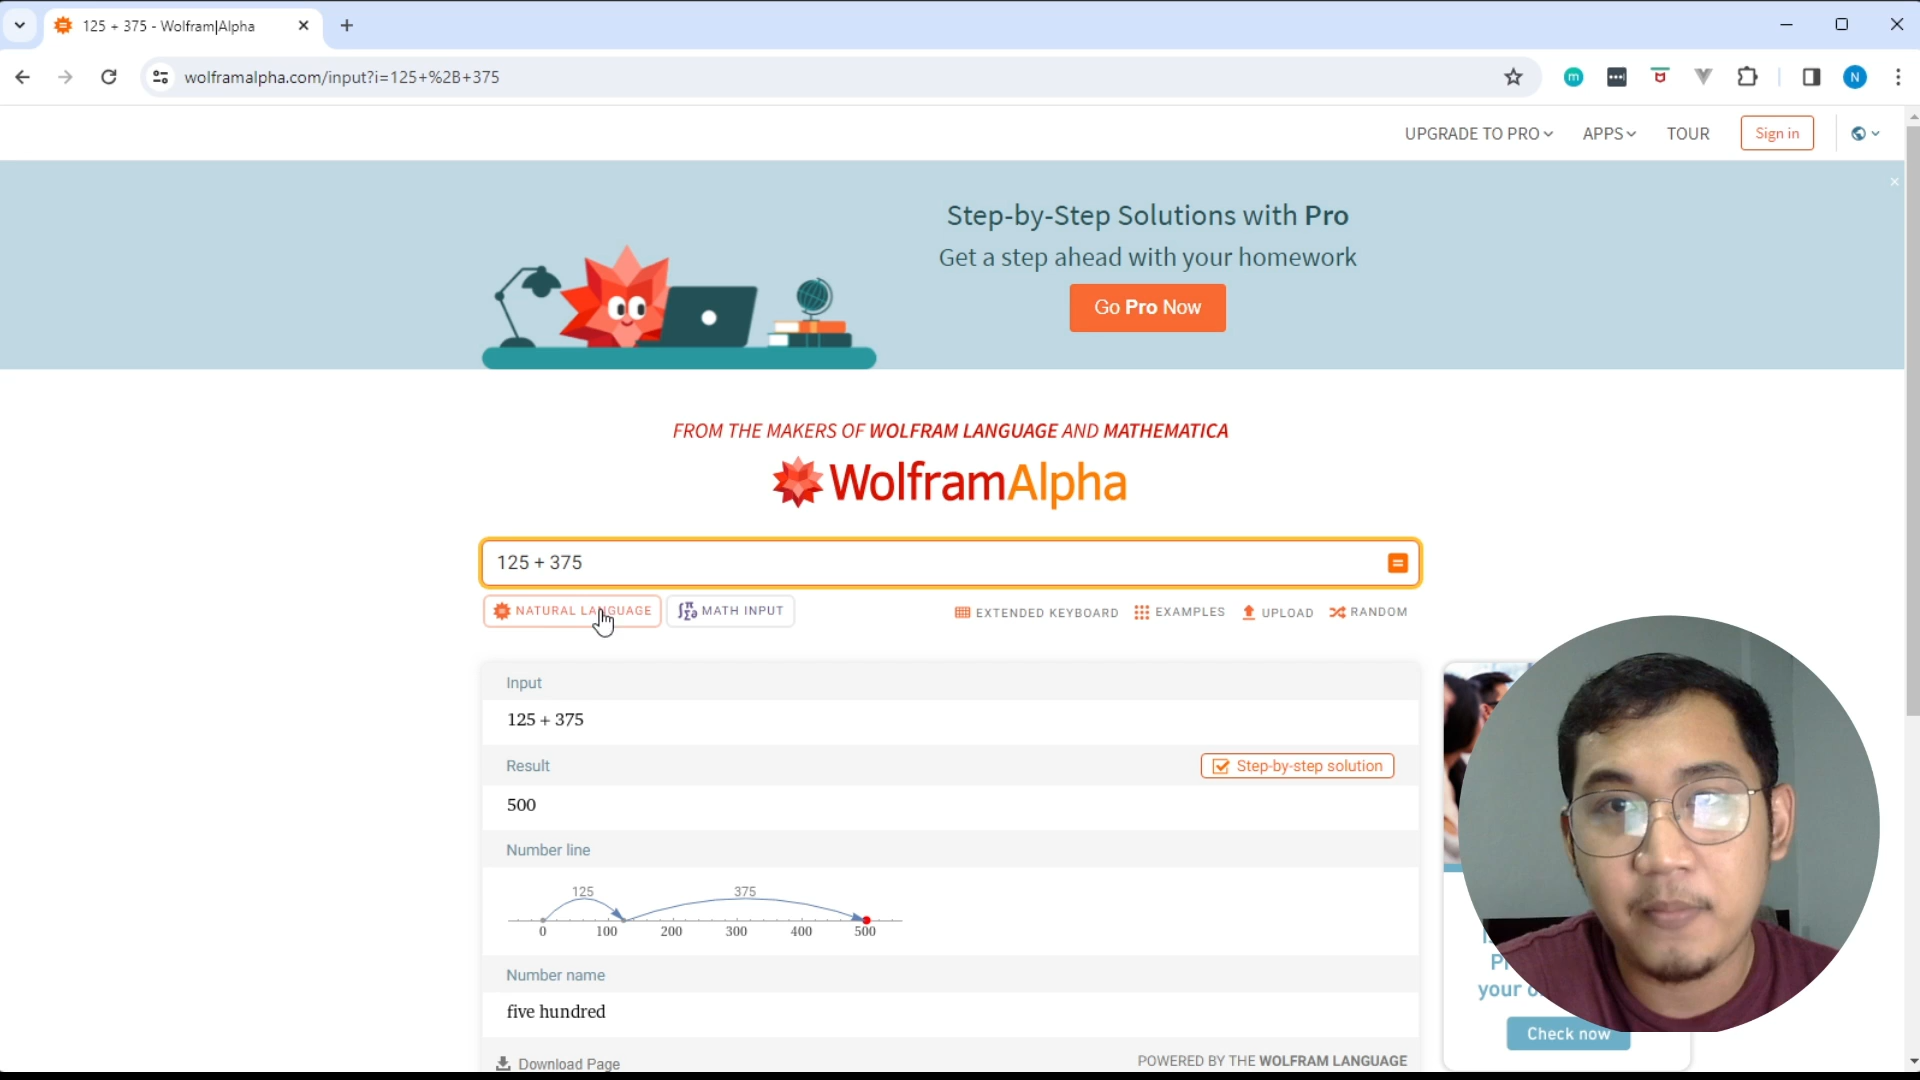 125 + 375 - Wolfram|Alpha
wolframalpha.com/input?i=125+%2B+375
m
N
UPGRADE TO PRO
APPS
TOUR
Sign in
Step-by-Step Solutions with Pro
Get a step ahead with your homework
Go Pro Now
FROM THE MAKERS OF WOLFRAM LANGUAGE AND MATHEMATICA
WolframAlpha
125 + 375
NATURAL LANGUAGE
MATH INPUT
EXTENDED KEYBOARD
EXAMPLES
UPLOAD
RANDOM
Input
125 + 375
Result
Step-by-step solution
500
Number line
125
375
0 100 200 300 400 500
Number name
five hundred
your
Check now
Download Page
POWERED BY THE WOLFRAM LANGUAGE